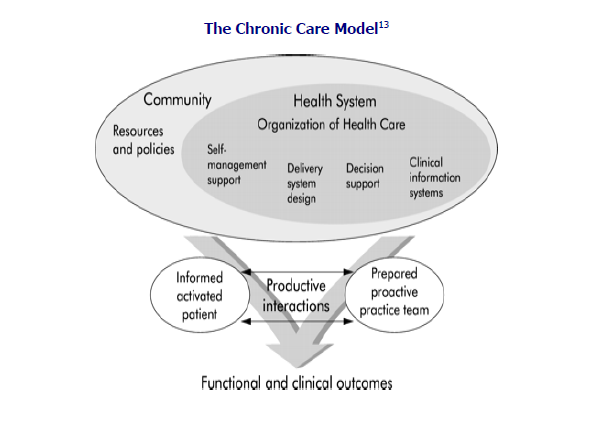 The Chronic Care Model13
Community
Resources
and policies
Health System
Organization of Health Care
Self-
management
support
Delivery
system
design
Decision
support
Clinical
information
systems
Informed
activated
patient
Productive
interactions
Prepared
proactive
practice team
Functional and clinical outcomes